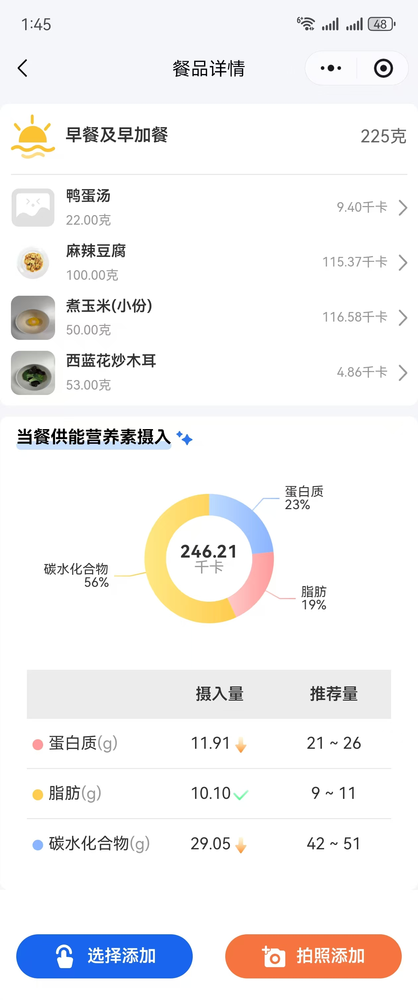 1:45
6+
48
餐品详情
早餐及早加餐
225克
鸭蛋汤
22.00克
9.40千卡
麻辣豆腐
100.00克
115.37千卡
煮玉米(小份)
50.00克
116.58千卡
西蓝花炒木耳
53.00克
4.86千卡
当餐供能营养素摄入
蛋白质
23%
246.21
千卡
碳水化合物
56%
脂肪
19%
摄入量 推荐量
蛋白质(g) 11.91 21 ~ 26
脂肪(g) 10.10 9 ~ 11
碳水化合物(g) 29.05 42 ~ 51
选择添加
拍照添加